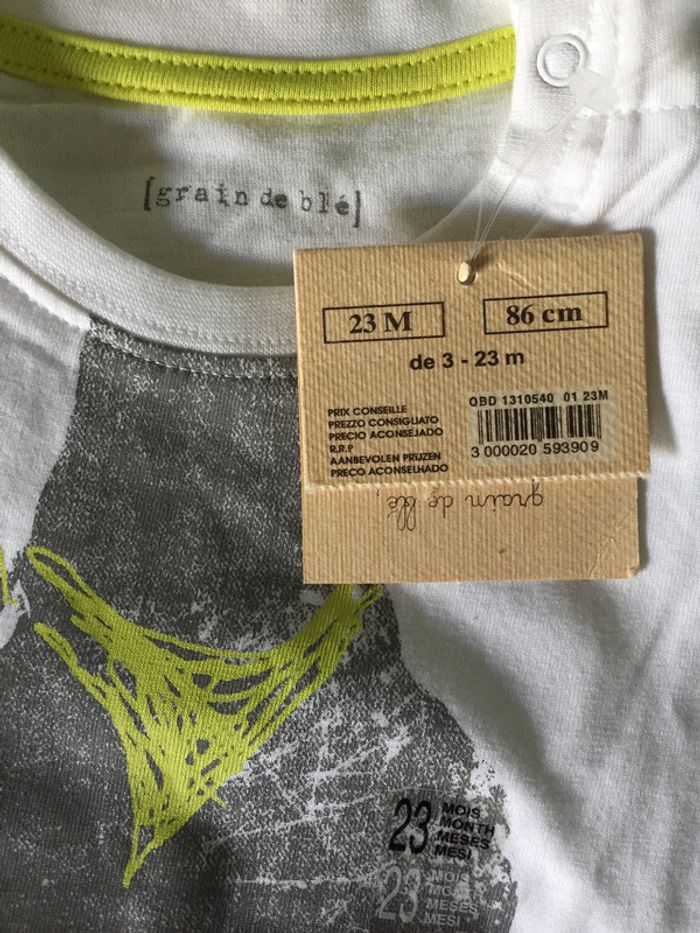 [grain de blé]
23 M
86 cm
de 3 - 23 m
PRIX CONSEILLE
PREZZO CONSIGLIATO
PRECIO ACONSEJADO
R.R.P
AANBEVOLEN PRIJZEN
PREÇO ACONSELHADO
OBD 1310540 01 23M
3 000020 593909
grain de blé,
23
MOIS
MONTH
MESES
MESI
23
MOIS
MONTH
MESES
MESI